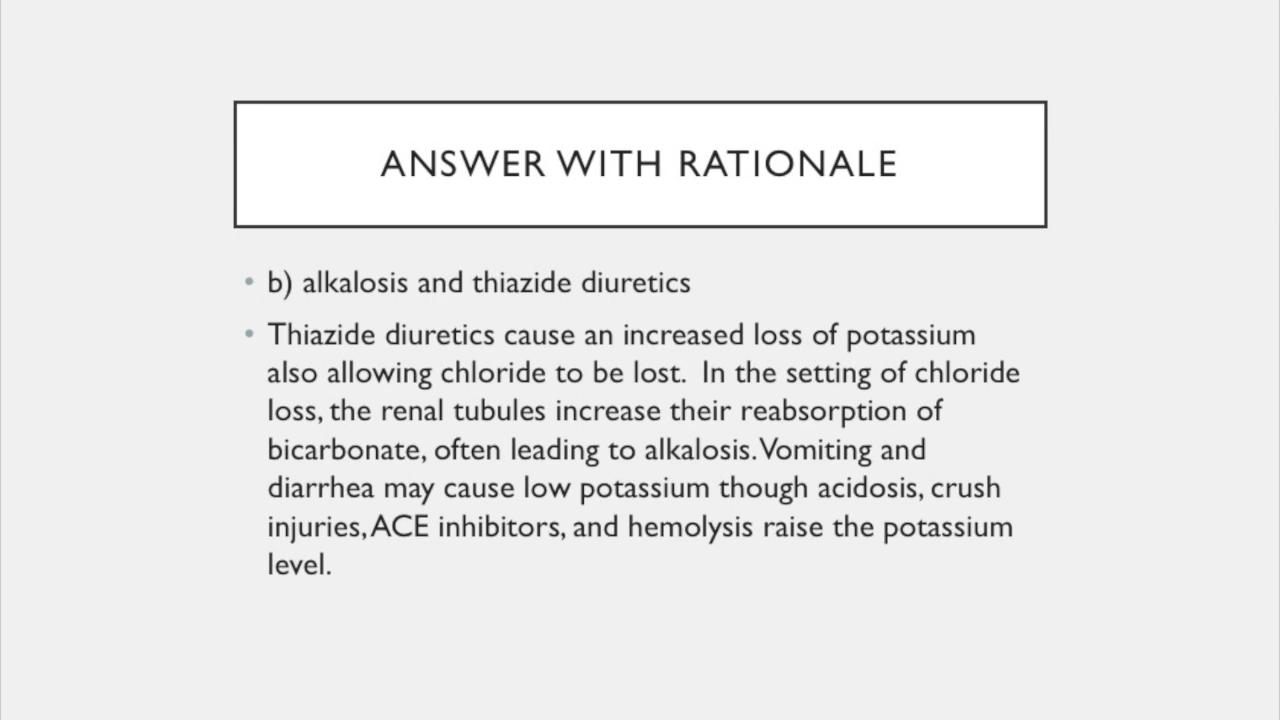 ANSWER WITH RATIONALE
• b) alkalosis and thiazide diuretics
• Thiazide diuretics cause an increased loss of potassium
also allowing chloride to be lost.  In the setting of chloride
loss, the renal tubules increase their reabsorption of
bicarbonate, often leading to alkalosis. Vomiting and
diarrhea may cause low potassium though acidosis, crush
injuries, ACE inhibitors, and hemolysis raise the potassium
level.